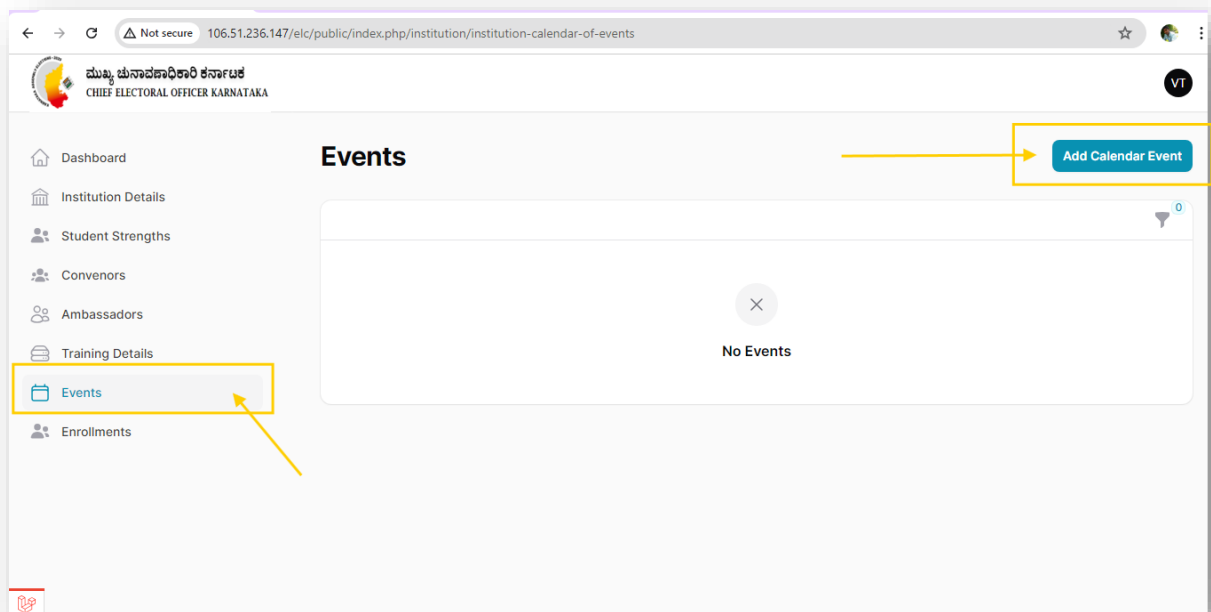 Not secure 106.51.236.147/elc/public/index.php/institution/institution-calendar-of-events
ಮುಖ್ಯ ಚುನಾವಣಾಧಿಕಾರಿ ಕರ್ನಾಟಕ
CHIEF ELECTORAL OFFICER KARNATAKA
VT
Dashboard
Institution Details
Student Strengths
Convenors
Ambassadors
Training Details
Events
Enrollments
Events
Add Calendar Event
0
No Events